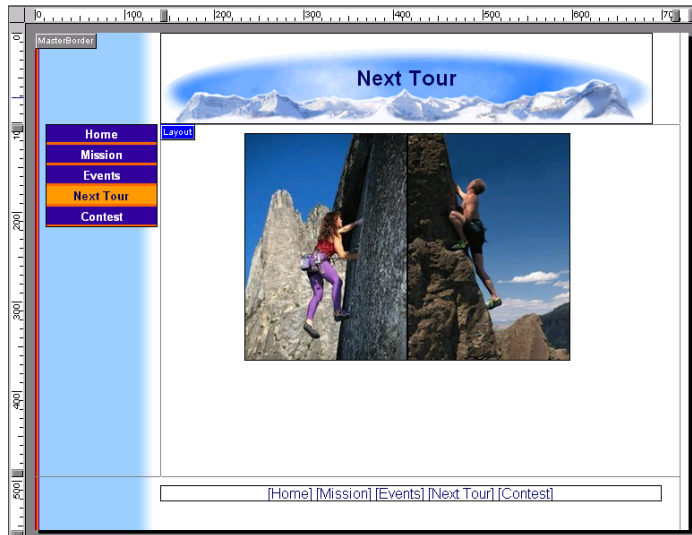 0 100 200 300 400 500 600 70
MasterBorder
Next Tour
Home
Layout
Mission
Events
Next Tour
Contest
200
300
400
500
[Home] [Mission] [Events] [Next Tour] [Contest]